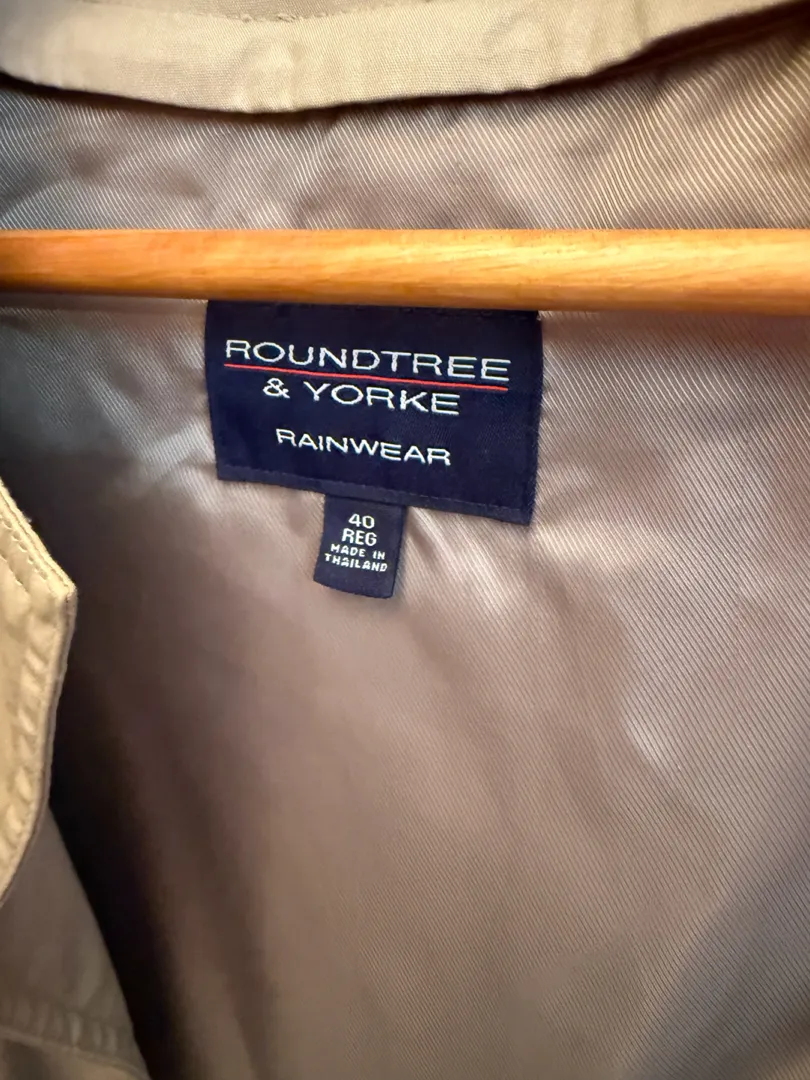 ROUNDTREE
& YORKE
RAINWEAR
40
REG
MADE IN
THAILAND